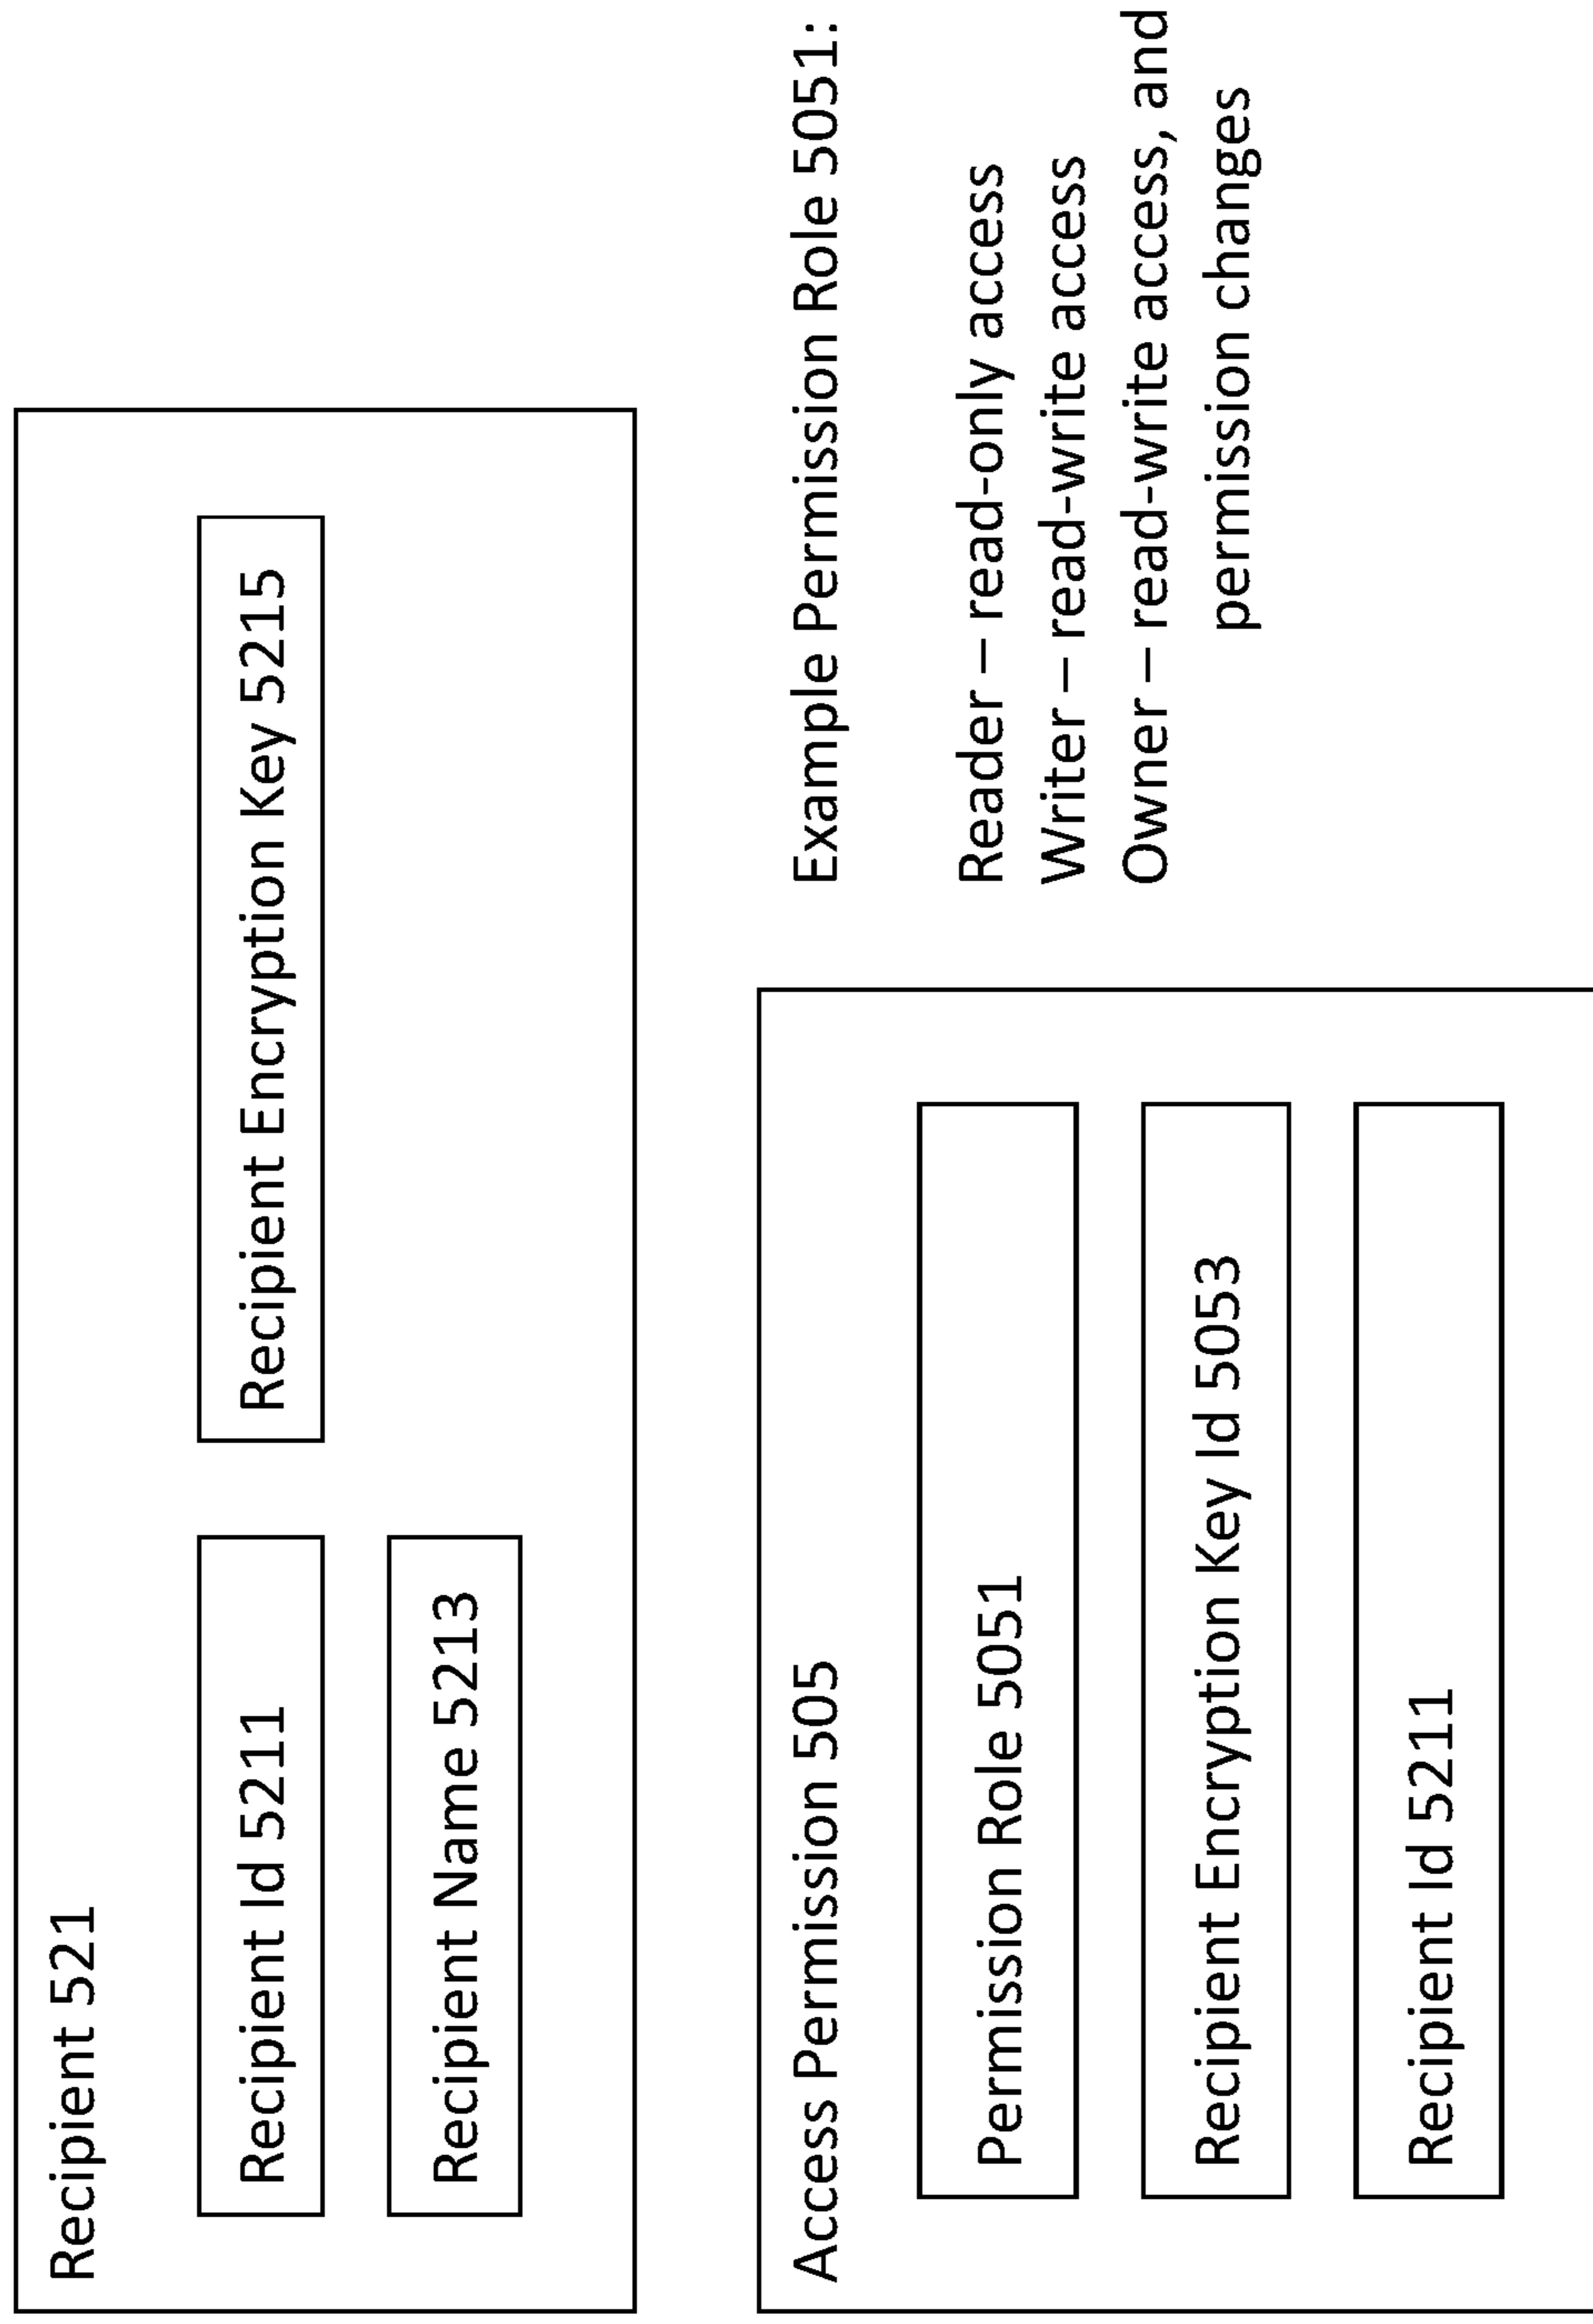 Recipient 521
Recipient Id 5211
Recipient Encryption Key 5215
Recipient Name 5213
Access Permission 505
Permission Role 5051
Recipient Encryption Key Id 5053
Recipient Id 5211
Example Permission Role 5051:
Reader – read-only access
Writer – read-write access
Owner – read-write access, and
permission changes